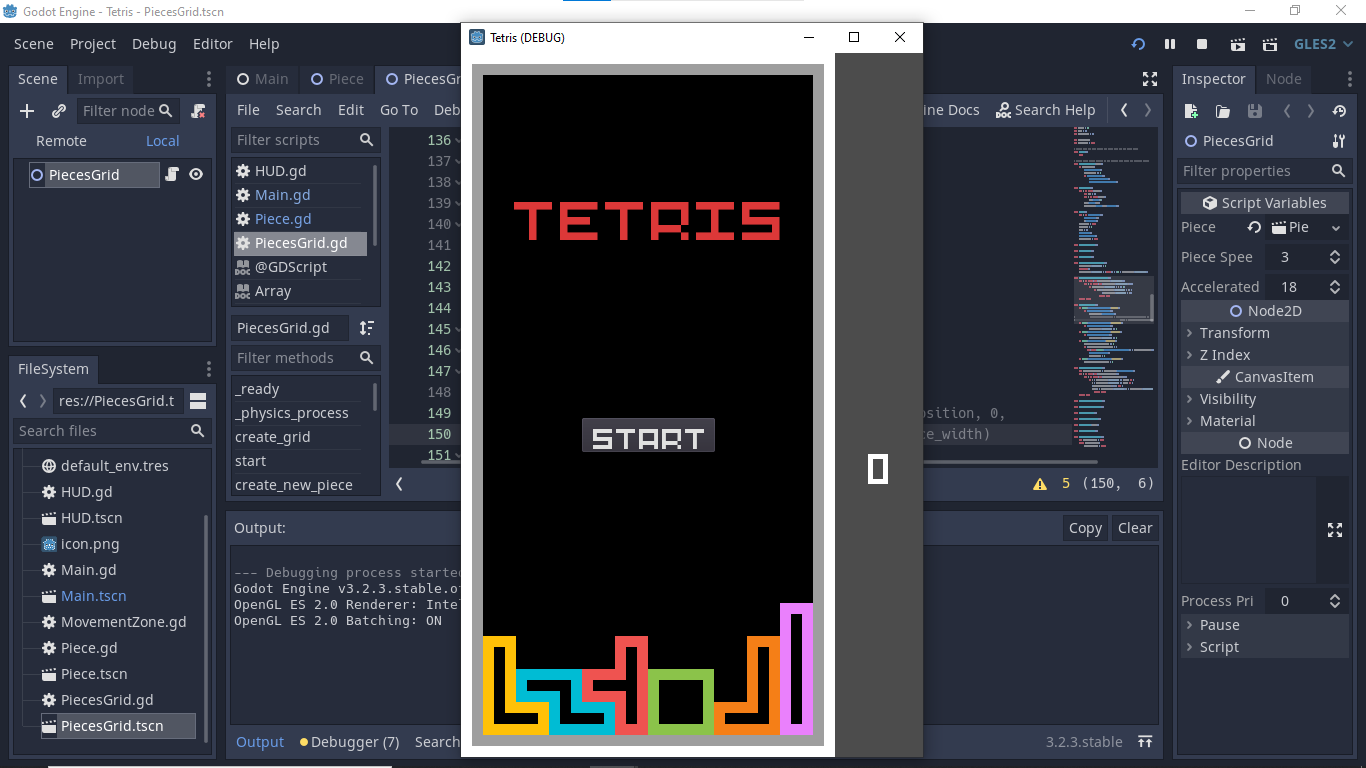 Godot Engine - Tetris - PiecesGrid.tscn
Scene Project Debug Editor Help
GLES2
Scene Import
Filter node
Remote Local
PiecesGrid
FileSystem
res://PiecesGrid.t
Search files
default_env.tres
HUD.gd
HUD.tscn
icon.png
Main.gd
Main.tscn
MovementZone.gd
Piece.gd
Piece.tscn
PiecesGrid.gd
PiecesGrid.tscn
Main Piece PiecesGr
File Search Edit Go To Deb
ine Docs Search Help
Filter scripts
HUD.gd
Main.gd
Piece.gd
PiecesGrid.gd
@GDScript
Array
PiecesGrid.gd
Filter methods
_ready
_physics_process
create_grid
start
create_new_piece
136
137
138
139
140
141
142
143
144
145
146
147
148
149
150
151
osition, 0,
ce_width)
5 (150, 6)
Output:
Copy Clear
--- Debugging process started
Godot Engine v3.2.3.stable.of
OpenGL ES 2.0 Renderer: Inte
OpenGL ES 2.0 Batching: ON
Output Debugger (7) Search
3.2.3.stable
Tetris (DEBUG)
TETRIS
START
0
Inspector Node
PiecesGrid
Filter properties
Script Variables
Piece Pie
Piece Spee 3
Accelerated 18
Node2D
Transform
Z Index
CanvasItem
Visibility
Material
Node
Editor Description
Process Pri 0
Pause
Script